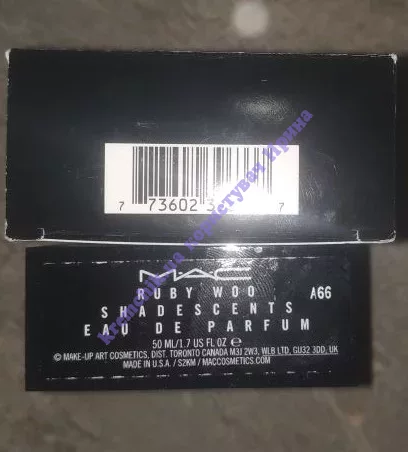 7 73602 3 7
MAC
RUBY WOO A66
SHADESCENTS
EAU DE PARFUM
50 ML/1.7 US FL OZ ℮
© MAKE-UP ART COSMETICS, DIST. TORONTO CANADA M3J 2W3, WLB LTD, GU32 3DD, UK
MADE IN U.S.A. / S2KM / MACCOSMETICS.COM
користувач Ірина